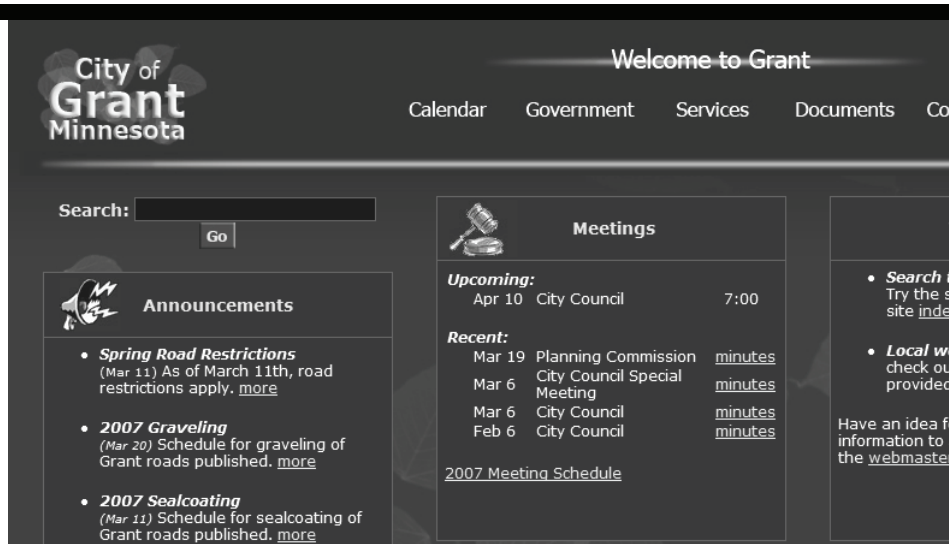 City of
Grant
Minnesota
Welcome to Grant
Calendar Government Services Documents
Search:
Go
Announcements
• Spring Road Restrictions
(Mar 11) As of March 11th, road
restrictions apply. more
• 2007 Graveling
(Mar 20) Schedule for graveling of
Grant roads published. more
• 2007 Sealcoating
(Mar 11) Schedule for sealcoating of
Grant roads published. more
Meetings
Upcoming:
Apr 10 City Council 7:00
Recent:
Mar 19 Planning Commission minutes
Mar 6 City Council Special
Meeting minutes
Mar 6 City Council minutes
Feb 6 City Council minutes
2007 Meeting Schedule
• Search
Try the
site
• Local
check
provided
Have an idea
information to
the webmaster